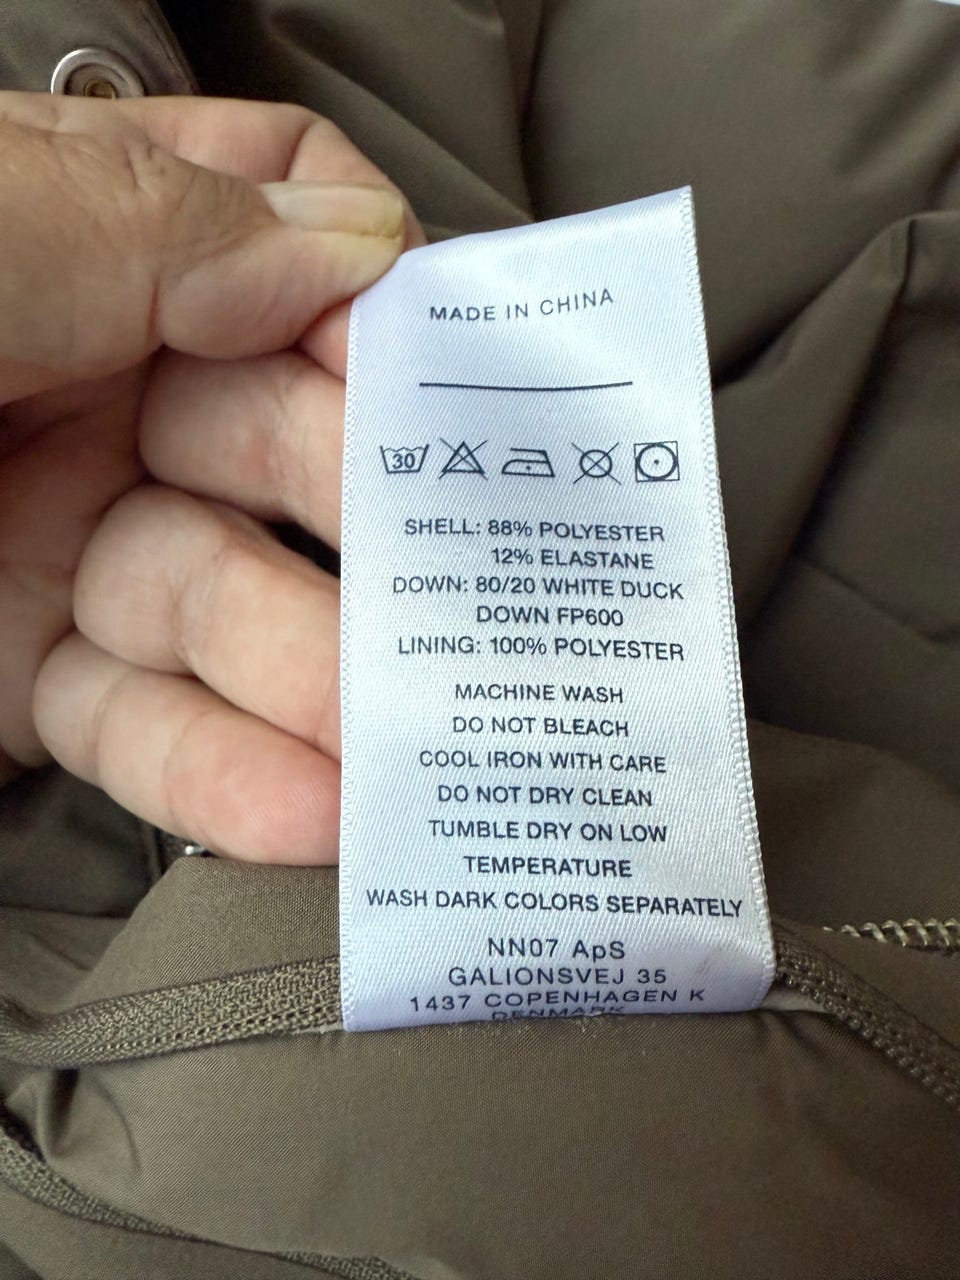 MADE IN CHINA
30
SHELL: 88% POLYESTER
12% ELASTANE
DOWN: 80/20 WHITE DUCK
DOWN FP600
LINING: 100% POLYESTER
MACHINE WASH
DO NOT BLEACH
COOL IRON WITH CARE
DO NOT DRY CLEAN
TUMBLE DRY ON LOW
TEMPERATURE
WASH DARK COLORS SEPARATELY
NN07 ApS
GALIONSVEJ 35
1437 COPENHAGEN K
DENMARK